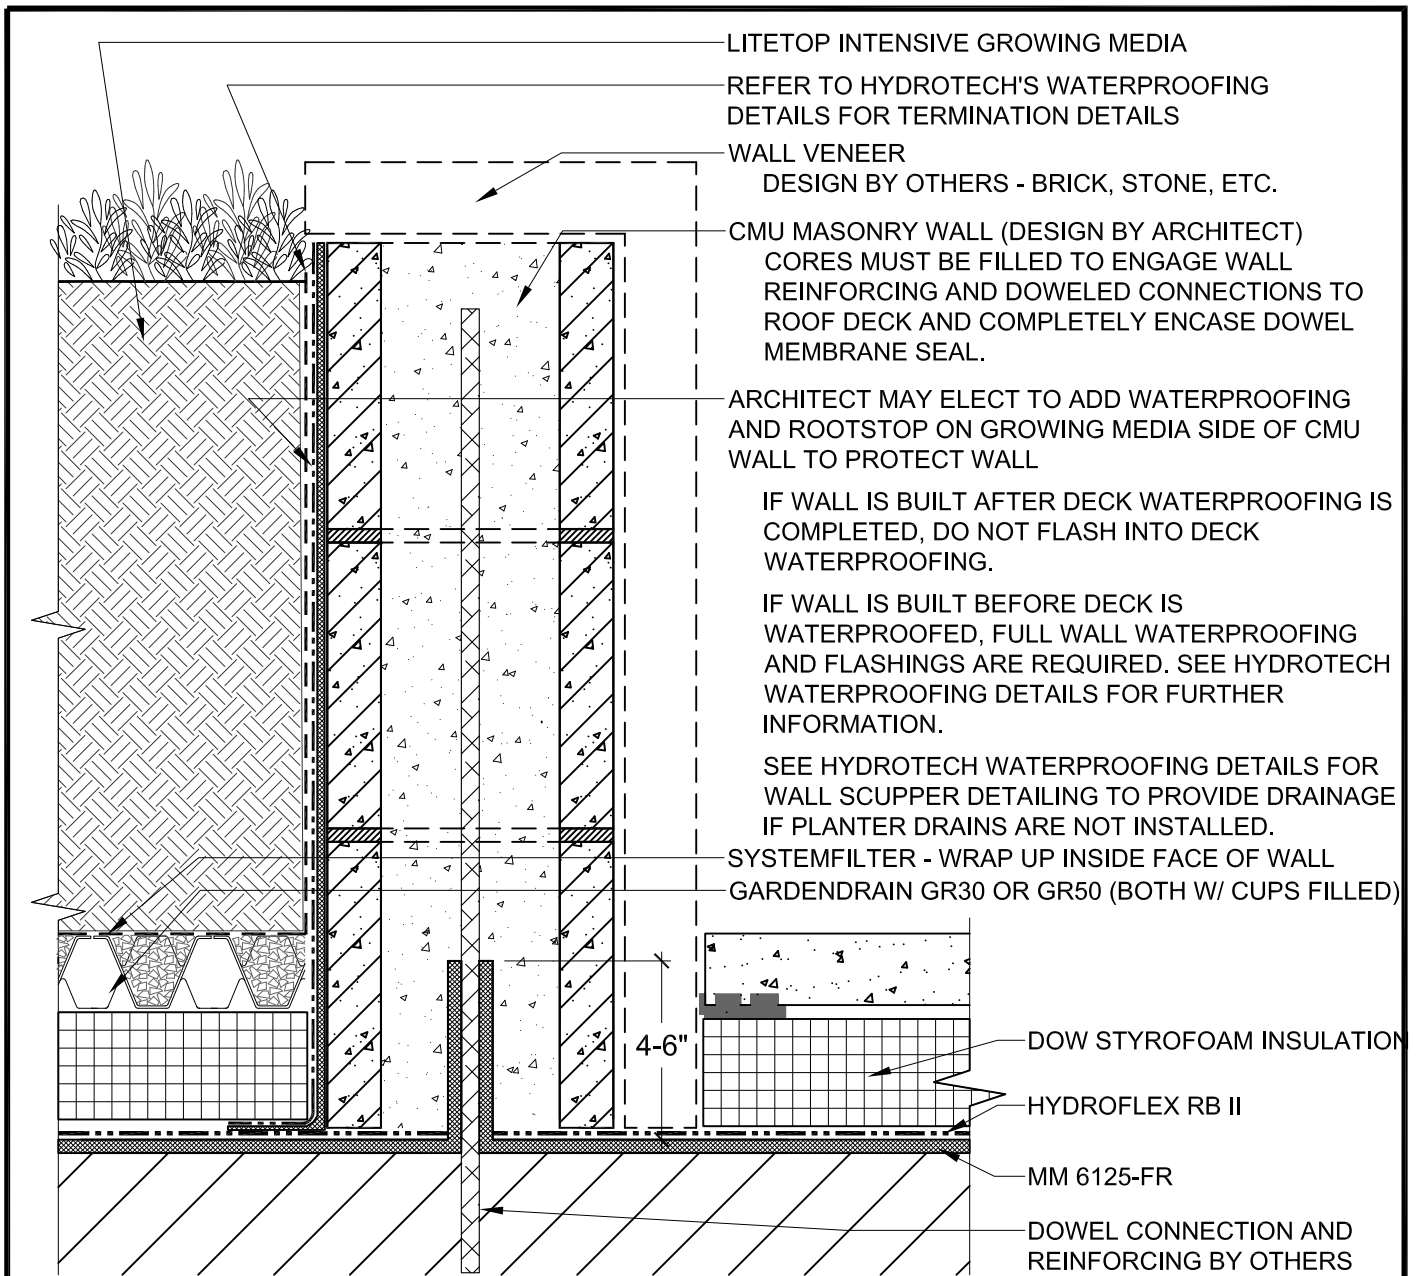 LITETOP INTENSIVE GROWING MEDIA
REFER TO HYDROTECH'S WATERPROOFING
DETAILS FOR TERMINATION DETAILS
WALL VENEER
DESIGN BY OTHERS - BRICK, STONE, ETC.
CMU MASONRY WALL (DESIGN BY ARCHITECT)
CORES MUST BE FILLED TO ENGAGE WALL
REINFORCING AND DOWELED CONNECTIONS TO
ROOF DECK AND COMPLETELY ENCASE DOWEL
MEMBRANE SEAL.
ARCHITECT MAY ELECT TO ADD WATERPROOFING
AND ROOTSTOP ON GROWING MEDIA SIDE OF CMU
WALL TO PROTECT WALL
IF WALL IS BUILT AFTER DECK WATERPROOFING IS
COMPLETED, DO NOT FLASH INTO DECK
WATERPROOFING.
IF WALL IS BUILT BEFORE DECK IS
WATERPROOFED, FULL WALL WATERPROOFING
AND FLASHINGS ARE REQUIRED. SEE HYDROTECH
WATERPROOFING DETAILS FOR FURTHER
INFORMATION.
SEE HYDROTECH WATERPROOFING DETAILS FOR
WALL SCUPPER DETAILING TO PROVIDE DRAINAGE
IF PLANTER DRAINS ARE NOT INSTALLED.
SYSTEMFILTER - WRAP UP INSIDE FACE OF WALL
GARDENDRAIN GR30 OR GR50 (BOTH W/ CUPS FILLED)
4-6"
DOW STYROFOAM INSULATION
HYDROFLEX RB II
MM 6125-FR
DOWEL CONNECTION AND
REINFORCING BY OTHERS